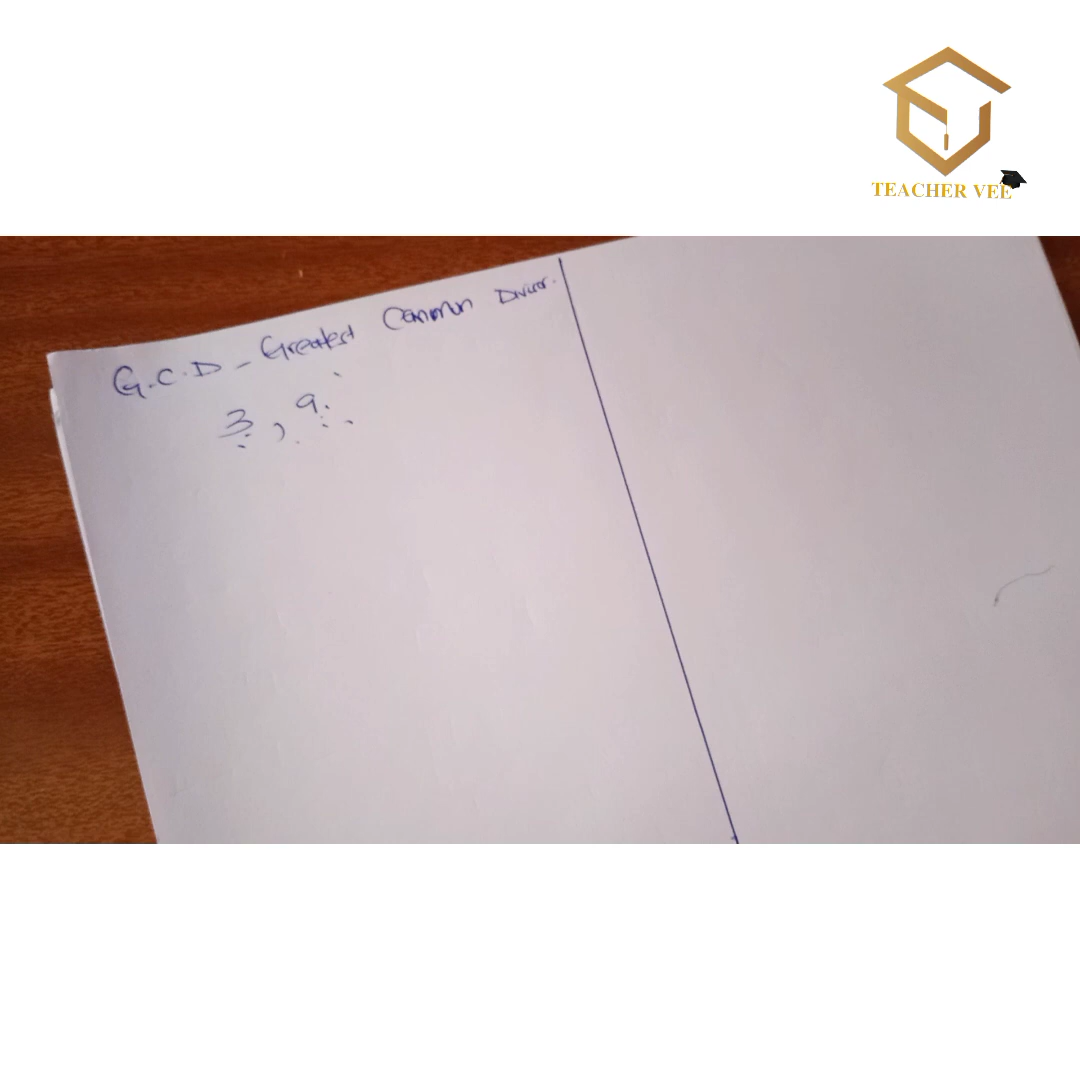 TEACHER VEE
G.C.D - Greatest Common Divisor.
3, 9.